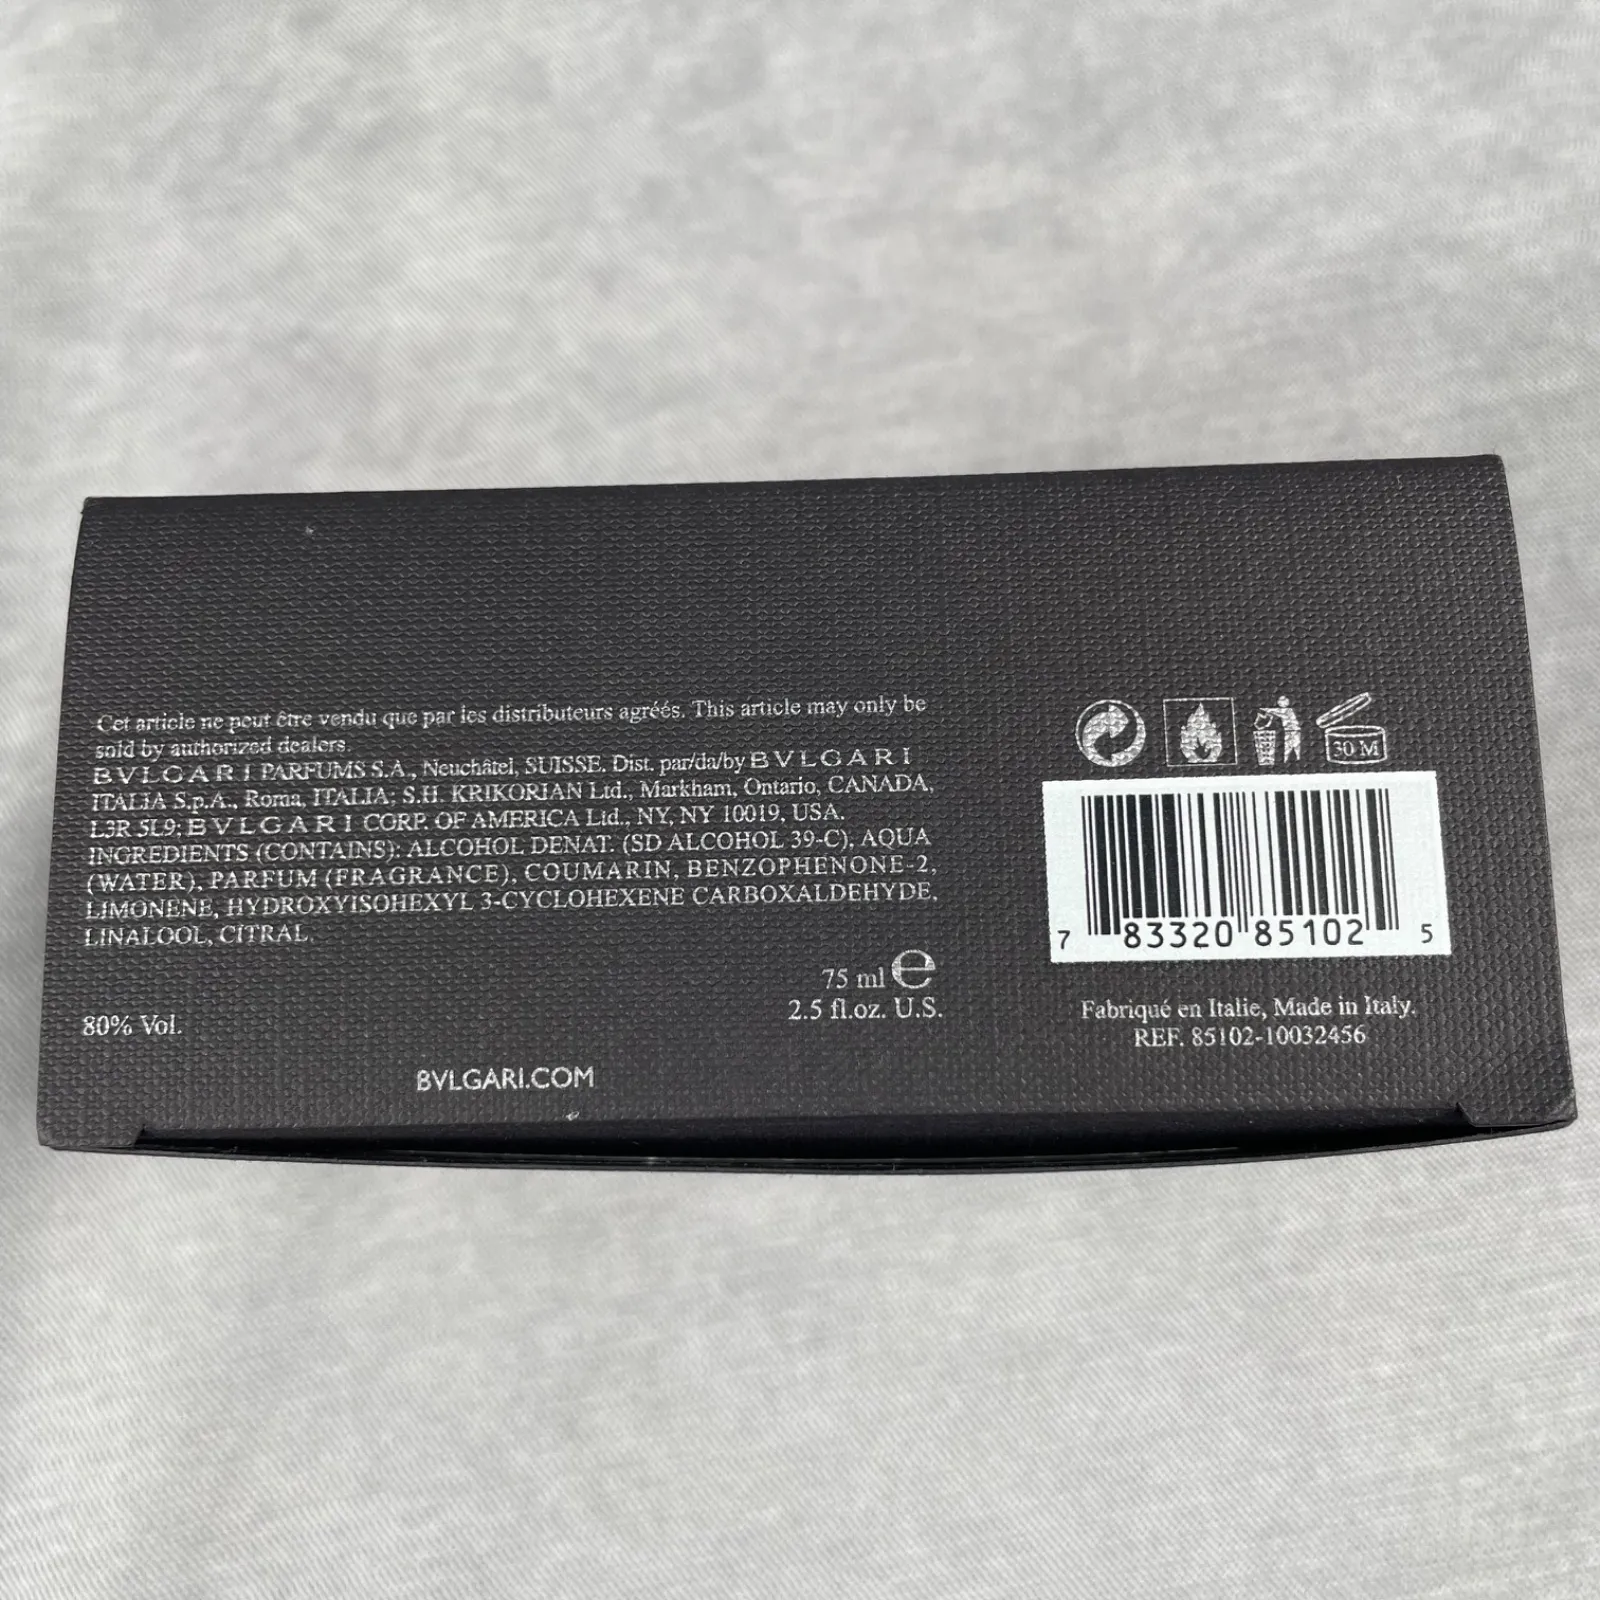 Cet article ne peut être vendu que par les distributeurs agréés. This article may only be
sold by authorized dealers.
BVLGARI PARFUMS S.A., Neuchâtel, SUISSE. Dist. par/da/by BVLGARI
ITALIA S.p.A., Roma, ITALIA; S.H. KRIKORIAN Ltd., Markham, Ontario, CANADA,
L3R 5L9; BVLGARI CORP. OF AMERICA Ltd., NY, NY 10019, USA.
INGREDIENTS (CONTAINS): ALCOHOL DENAT. (SD ALCOHOL 39-C), AQUA
(WATER), PARFUM (FRAGRANCE), COUMARIN, BENZOPHENONE-2,
LIMONENE, HYDROXYISOHEXYL 3-CYCLOHEXENE CARBOXALDEHYDE,
LINALOOL, CITRAL.
75 ml e
2.5 fl.oz. U.S.
80% Vol.
BVLGARI.COM
30 M
7 83320 85102 5
Fabriqué en Italie, Made in Italy.
REF. 85102-10032456